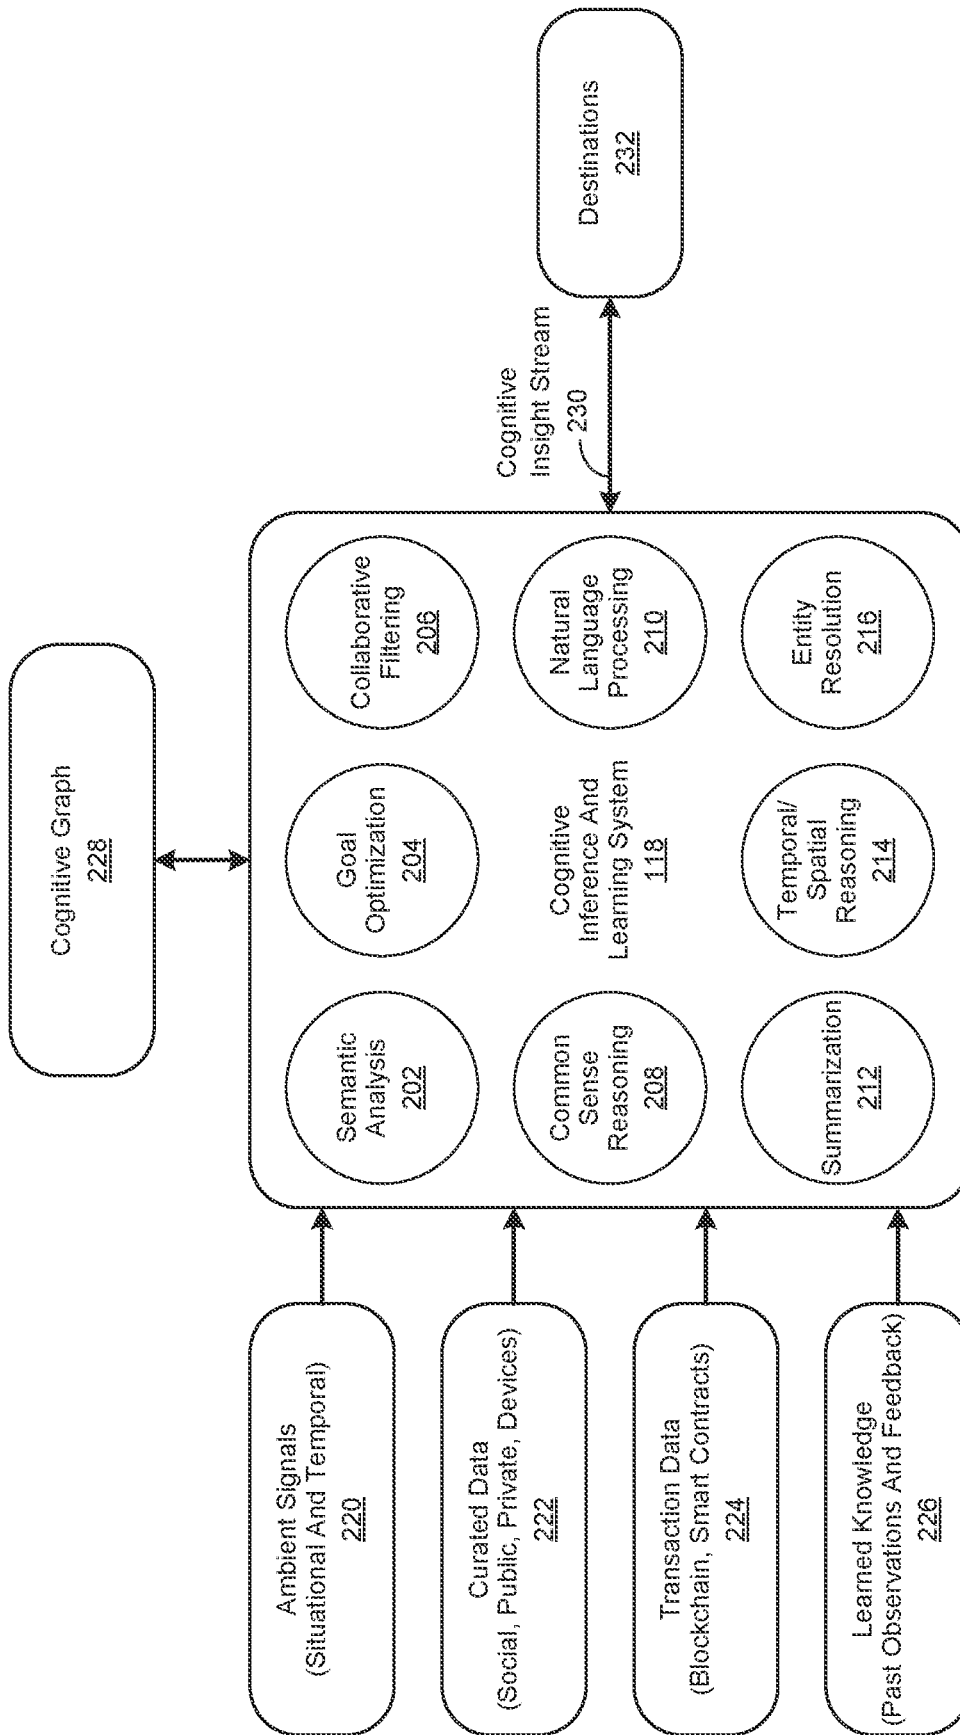 Cognitive Graph
228
Ambient Signals
(Situational And Temporal)
220
Curated Data
(Social, Public, Private, Devices)
222
Transaction Data
(Blockchain, Smart Contracts)
224
Learned Knowledge
(Past Observations And Feedback)
226
Semantic
Analysis
202
Goal
Optimization
204
Collaborative
Filtering
206
Common
Sense
Reasoning
208
Cognitive
Inference And
Learning System
118
Natural
Language
Processing
210
Summarization
212
Temporal/
Spatial
Reasoning
214
Entity
Resolution
216
Cognitive
Insight Stream
230
Destinations
232